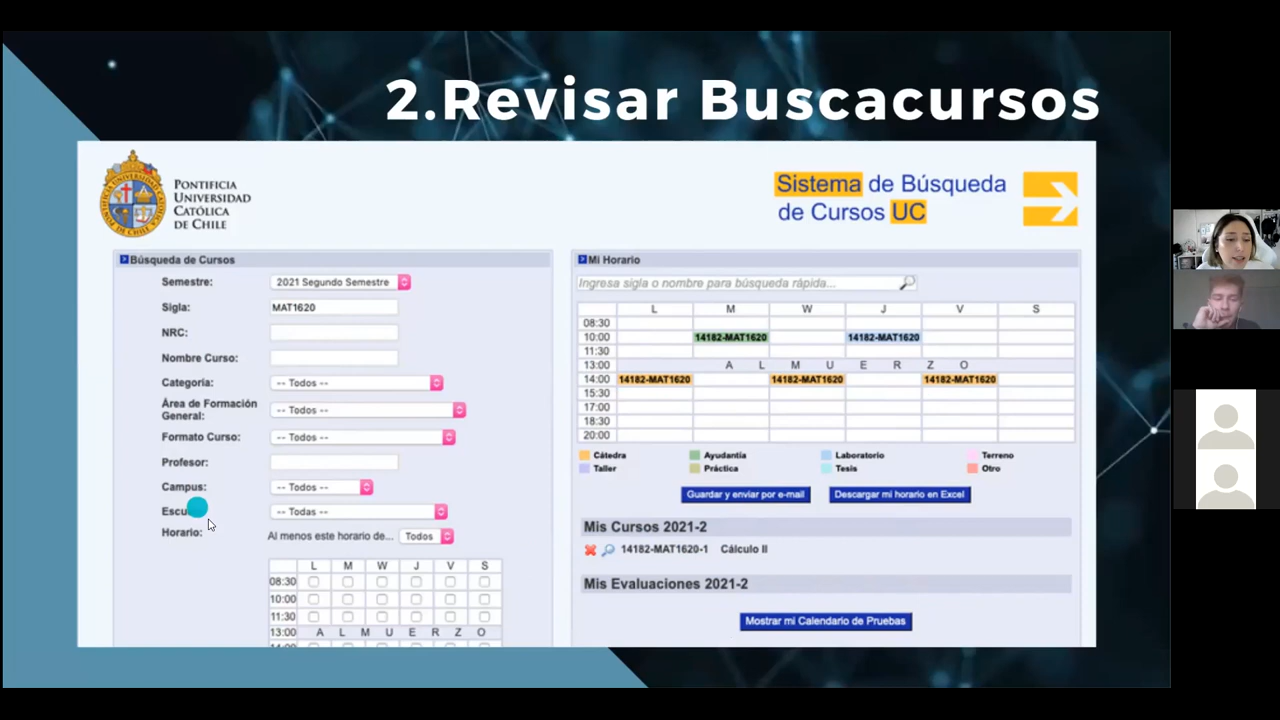 2.Revisar Buscacursos
PONTIFICIA
UNIVERSIDAD
CATÓLICA
DE CHILE
Sistema de Búsqueda
de Cursos UC
Búsqueda de Cursos
Semestre: 2021 Segundo Semestre
Sigla: MAT1620
NRC:
Nombre Curso:
Categoría: -- Todos --
Área de Formación
General: -- Todos --
Formato Curso: -- Todos --
Profesor:
Campus: -- Todos --
-- Todas --
Horario: Al menos este horario de... Todos
L M W J V S
08:30
10:00
11:30
13:00 A L M U E R Z O
Mi Horario
Ingresa sigla o nombre para búsqueda rápida...
L M W J V S
08:30
10:00 14182-MAT1620 14182-MAT1620
11:30
13:00 A L M U E R Z O
14:00 14182-MAT1620 14182-MAT1620 14182-MAT1620
15:30
17:00
18:30
20:00
Cátedra Ayudantía Laboratorio Terreno
Taller Práctica Tesis Otro
Guardar y enviar por e-mail Descargar mi horario en Excel
Mis Cursos 2021-2
14182-MAT1620-1 Cálculo II
Mis Evaluaciones 2021-2
Mostrar mi Calendario de Pruebas